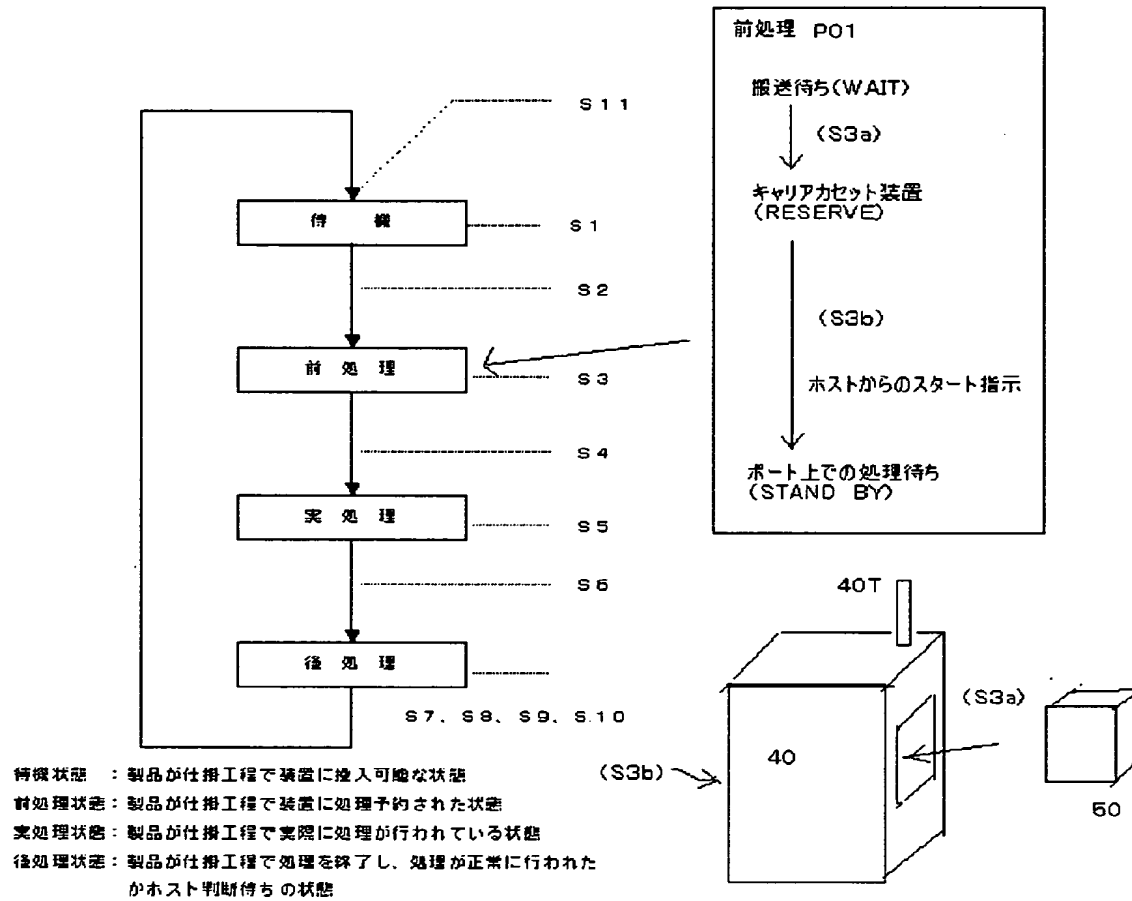 S11
待機
S1
S2
前処理
S3
S4
実処理
S5
S6
後処理
S7、S8、S9、S10
前処理 P01
搬送待ち(WAIT)
(S3a)
キャリアカセット装置
(RESERVE)
(S3b)
ホストからのスタート指示
ポート上での処理待ち
(STAND BY)
40T
(S3a)
40
(S3b)
50
待機状態 : 製品が仕掛工程で装置に投入可能な状態
前処理状態: 製品が仕掛工程で装置に処理予約された状態
実処理状態: 製品が仕掛工程で実際に処理が行われている状態
後処理状態: 製品が仕掛工程で処理を終了し、処理が正常に行われた
かホスト判断待ちの状態